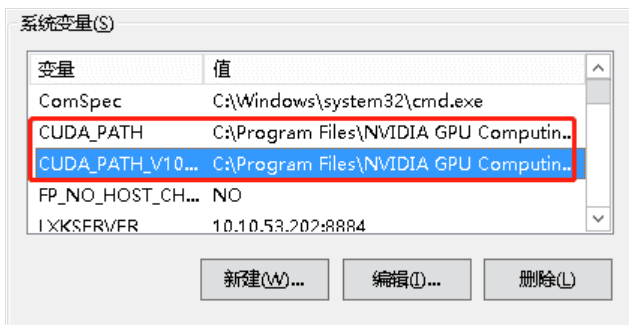 系统变量(S)
变量 值
ComSpec C:\Windows\system32\cmd.exe
CUDA_PATH C:\Program Files\NVIDIA GPU Computin...
CUDA_PATH_V10... C:\Program Files\NVIDIA GPU Computin...
FP_NO_HOST_CH... NO
LXKSERVER 10.10.53.202:8884
新建(W)... 编辑(I)... 删除(L)